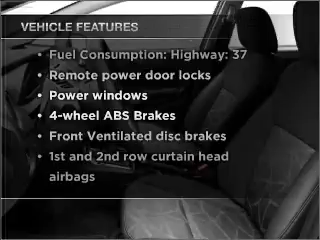 VEHICLE FEATURES
• Fuel Consumption: Highway: 37
• Remote power door locks
• Power windows
• 4-wheel ABS Brakes
• Front Ventilated disc brakes
• 1st and 2nd row curtain head
airbags